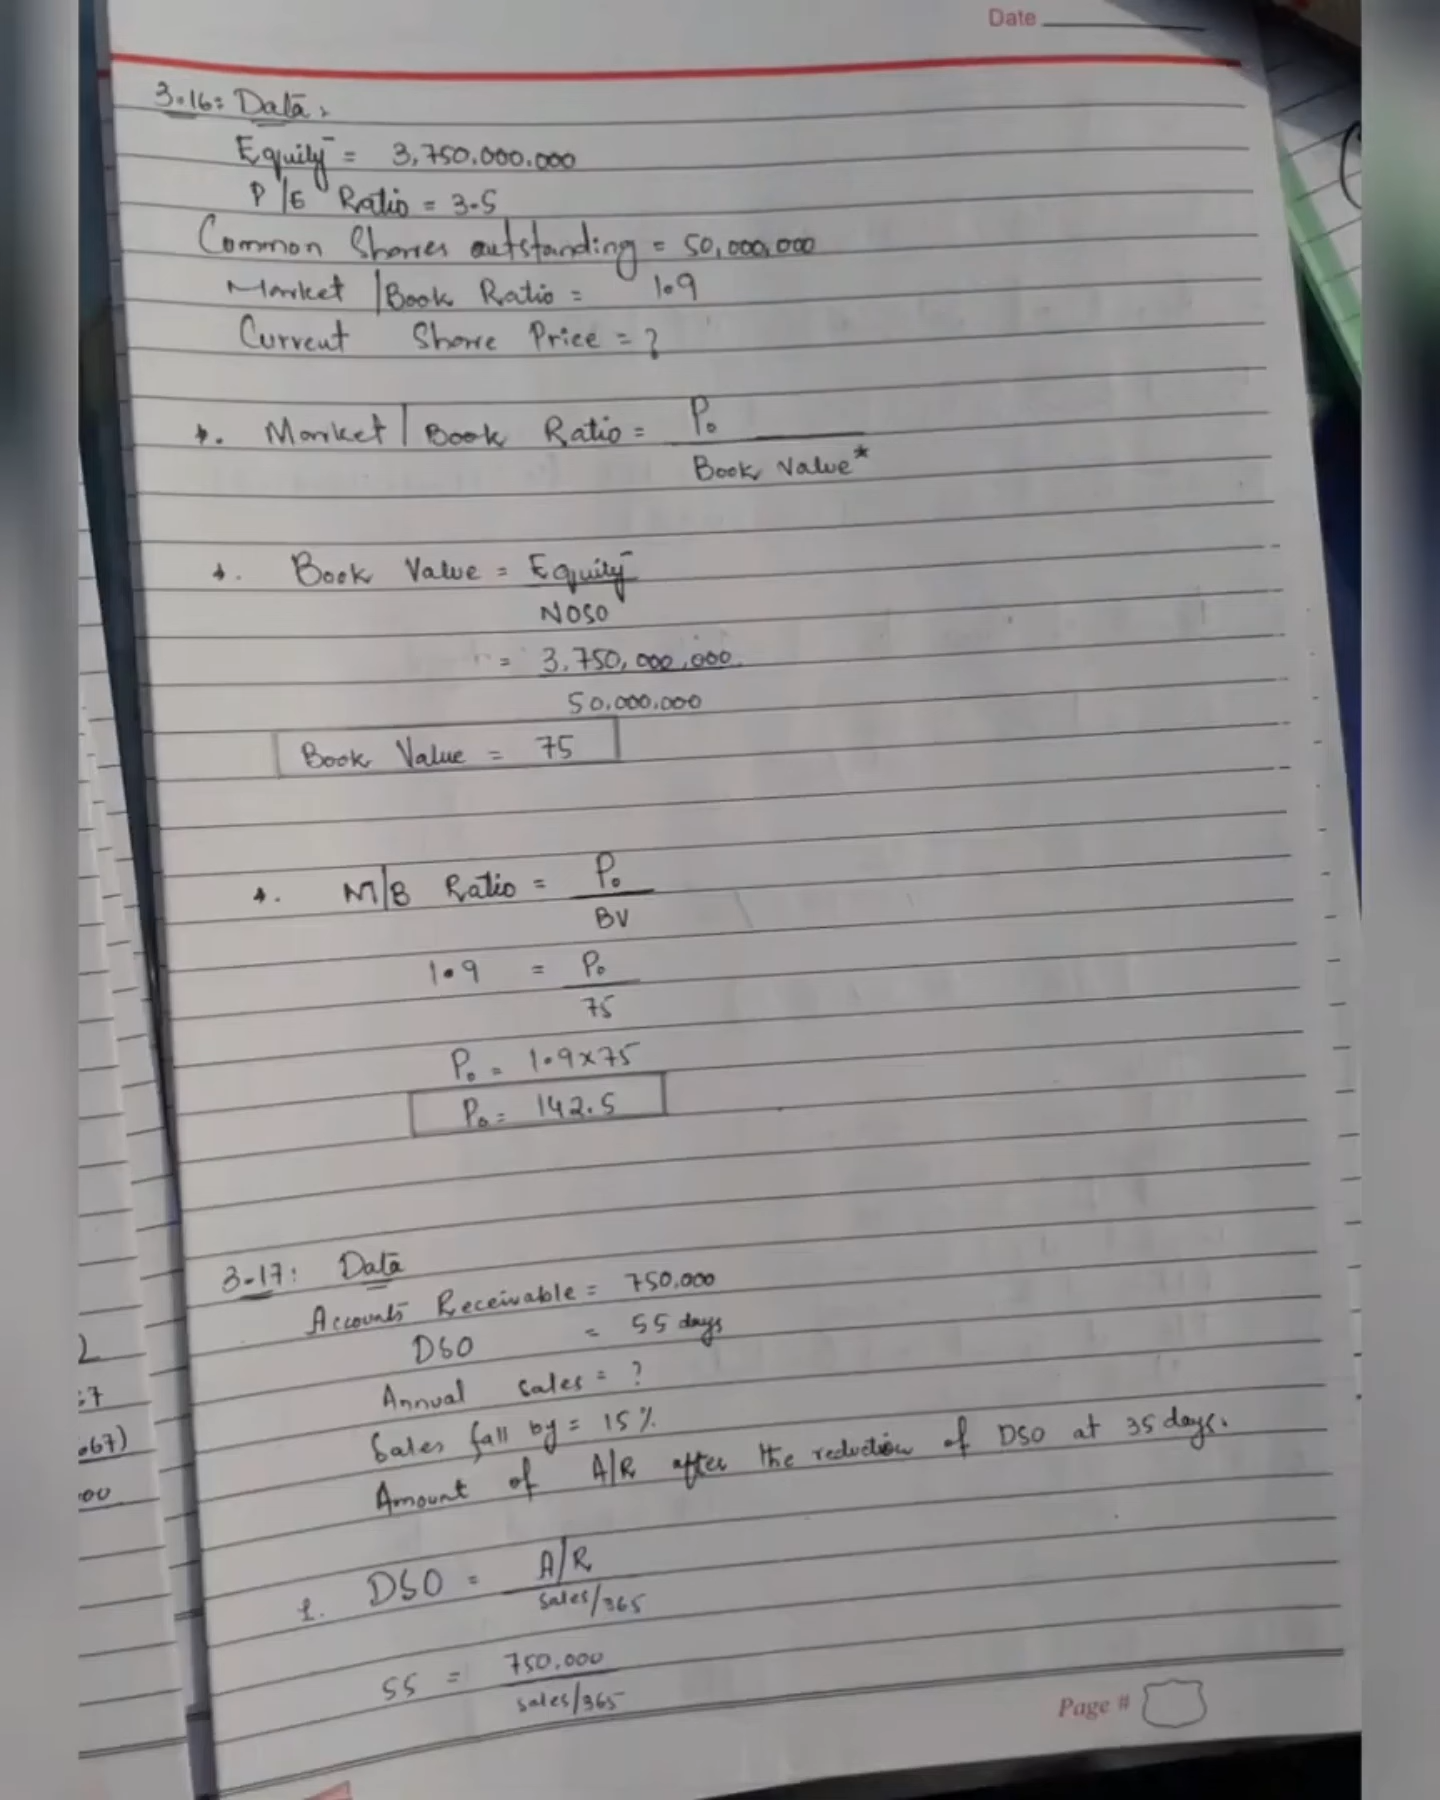 Date
3.16: Data:
Equity = 3,750,000,000
P/E Ratio = 3.5
Common Shares outstanding = 50,000,000
Market/Book Ratio = 1.9
Current Share Price = ?
Market/Book Ratio = P₀
Book Value*
Book Value = Equity
NOSO
= 3,750,000,000
50,000,000
Book Value = 75
M/B Ratio = P₀
BV
1.9 = P₀
75
P₀ = 1.9x75
P₀ = 142.5
3-17: Data
Accounts Receivable = 750,000
DSO = 55 days
Annual Sales = ?
Sales fall by = 15%
Amount of A/R after the reduction of DSO at 35 days.
1. DSO = A/R
Sales/365
55 = 750,000
Sales/365
Page #
2
:7
667)
00